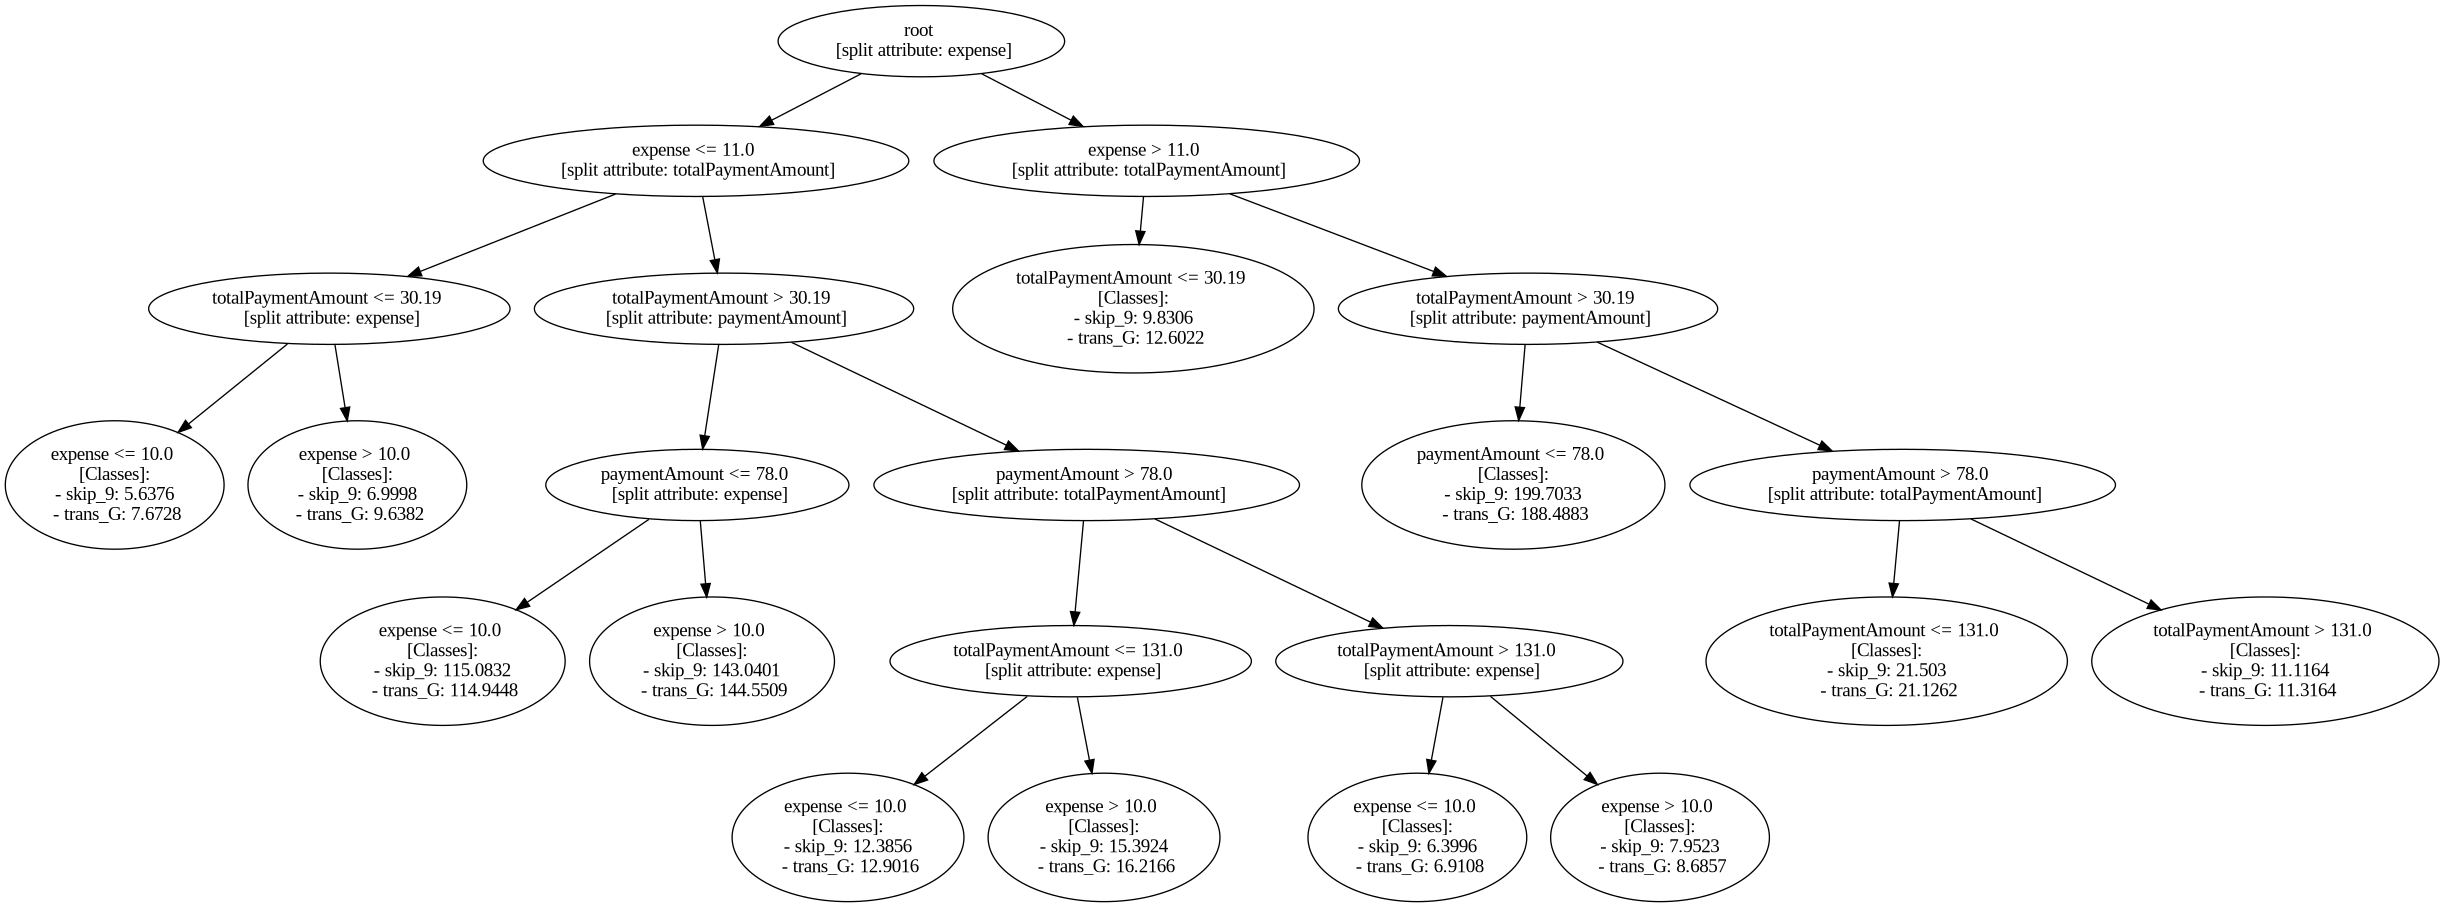 root
[split attribute: expense]
expense <= 11.0
[split attribute: totalPaymentAmount]
expense > 11.0
[split attribute: totalPaymentAmount]
totalPaymentAmount <= 30.19
[split attribute: expense]
totalPaymentAmount > 30.19
[split attribute: paymentAmount]
totalPaymentAmount <= 30.19
[Classes]:
- skip_9: 9.8306
- trans_G: 12.6022
totalPaymentAmount > 30.19
[split attribute: paymentAmount]
expense <= 10.0
[Classes]:
- skip_9: 5.6376
- trans_G: 7.6728
expense > 10.0
[Classes]:
- skip_9: 6.9998
- trans_G: 9.6382
paymentAmount <= 78.0
[split attribute: expense]
paymentAmount > 78.0
[split attribute: totalPaymentAmount]
paymentAmount <= 78.0
[Classes]:
- skip_9: 199.7033
- trans_G: 188.4883
paymentAmount > 78.0
[split attribute: totalPaymentAmount]
expense <= 10.0
[Classes]:
- skip_9: 115.0832
- trans_G: 114.9448
expense > 10.0
[Classes]:
- skip_9: 143.0401
- trans_G: 144.5509
totalPaymentAmount <= 131.0
[split attribute: expense]
totalPaymentAmount > 131.0
[split attribute: expense]
totalPaymentAmount <= 131.0
[Classes]:
- skip_9: 21.503
- trans_G: 21.1262
totalPaymentAmount > 131.0
[Classes]:
- skip_9: 11.1164
- trans_G: 11.3164
expense <= 10.0
[Classes]:
- skip_9: 12.3856
- trans_G: 12.9016
expense > 10.0
[Classes]:
- skip_9: 15.3924
- trans_G: 16.2166
expense <= 10.0
[Classes]:
- skip_9: 6.3996
- trans_G: 6.9108
expense > 10.0
[Classes]:
- skip_9: 7.9523
- trans_G: 8.6857